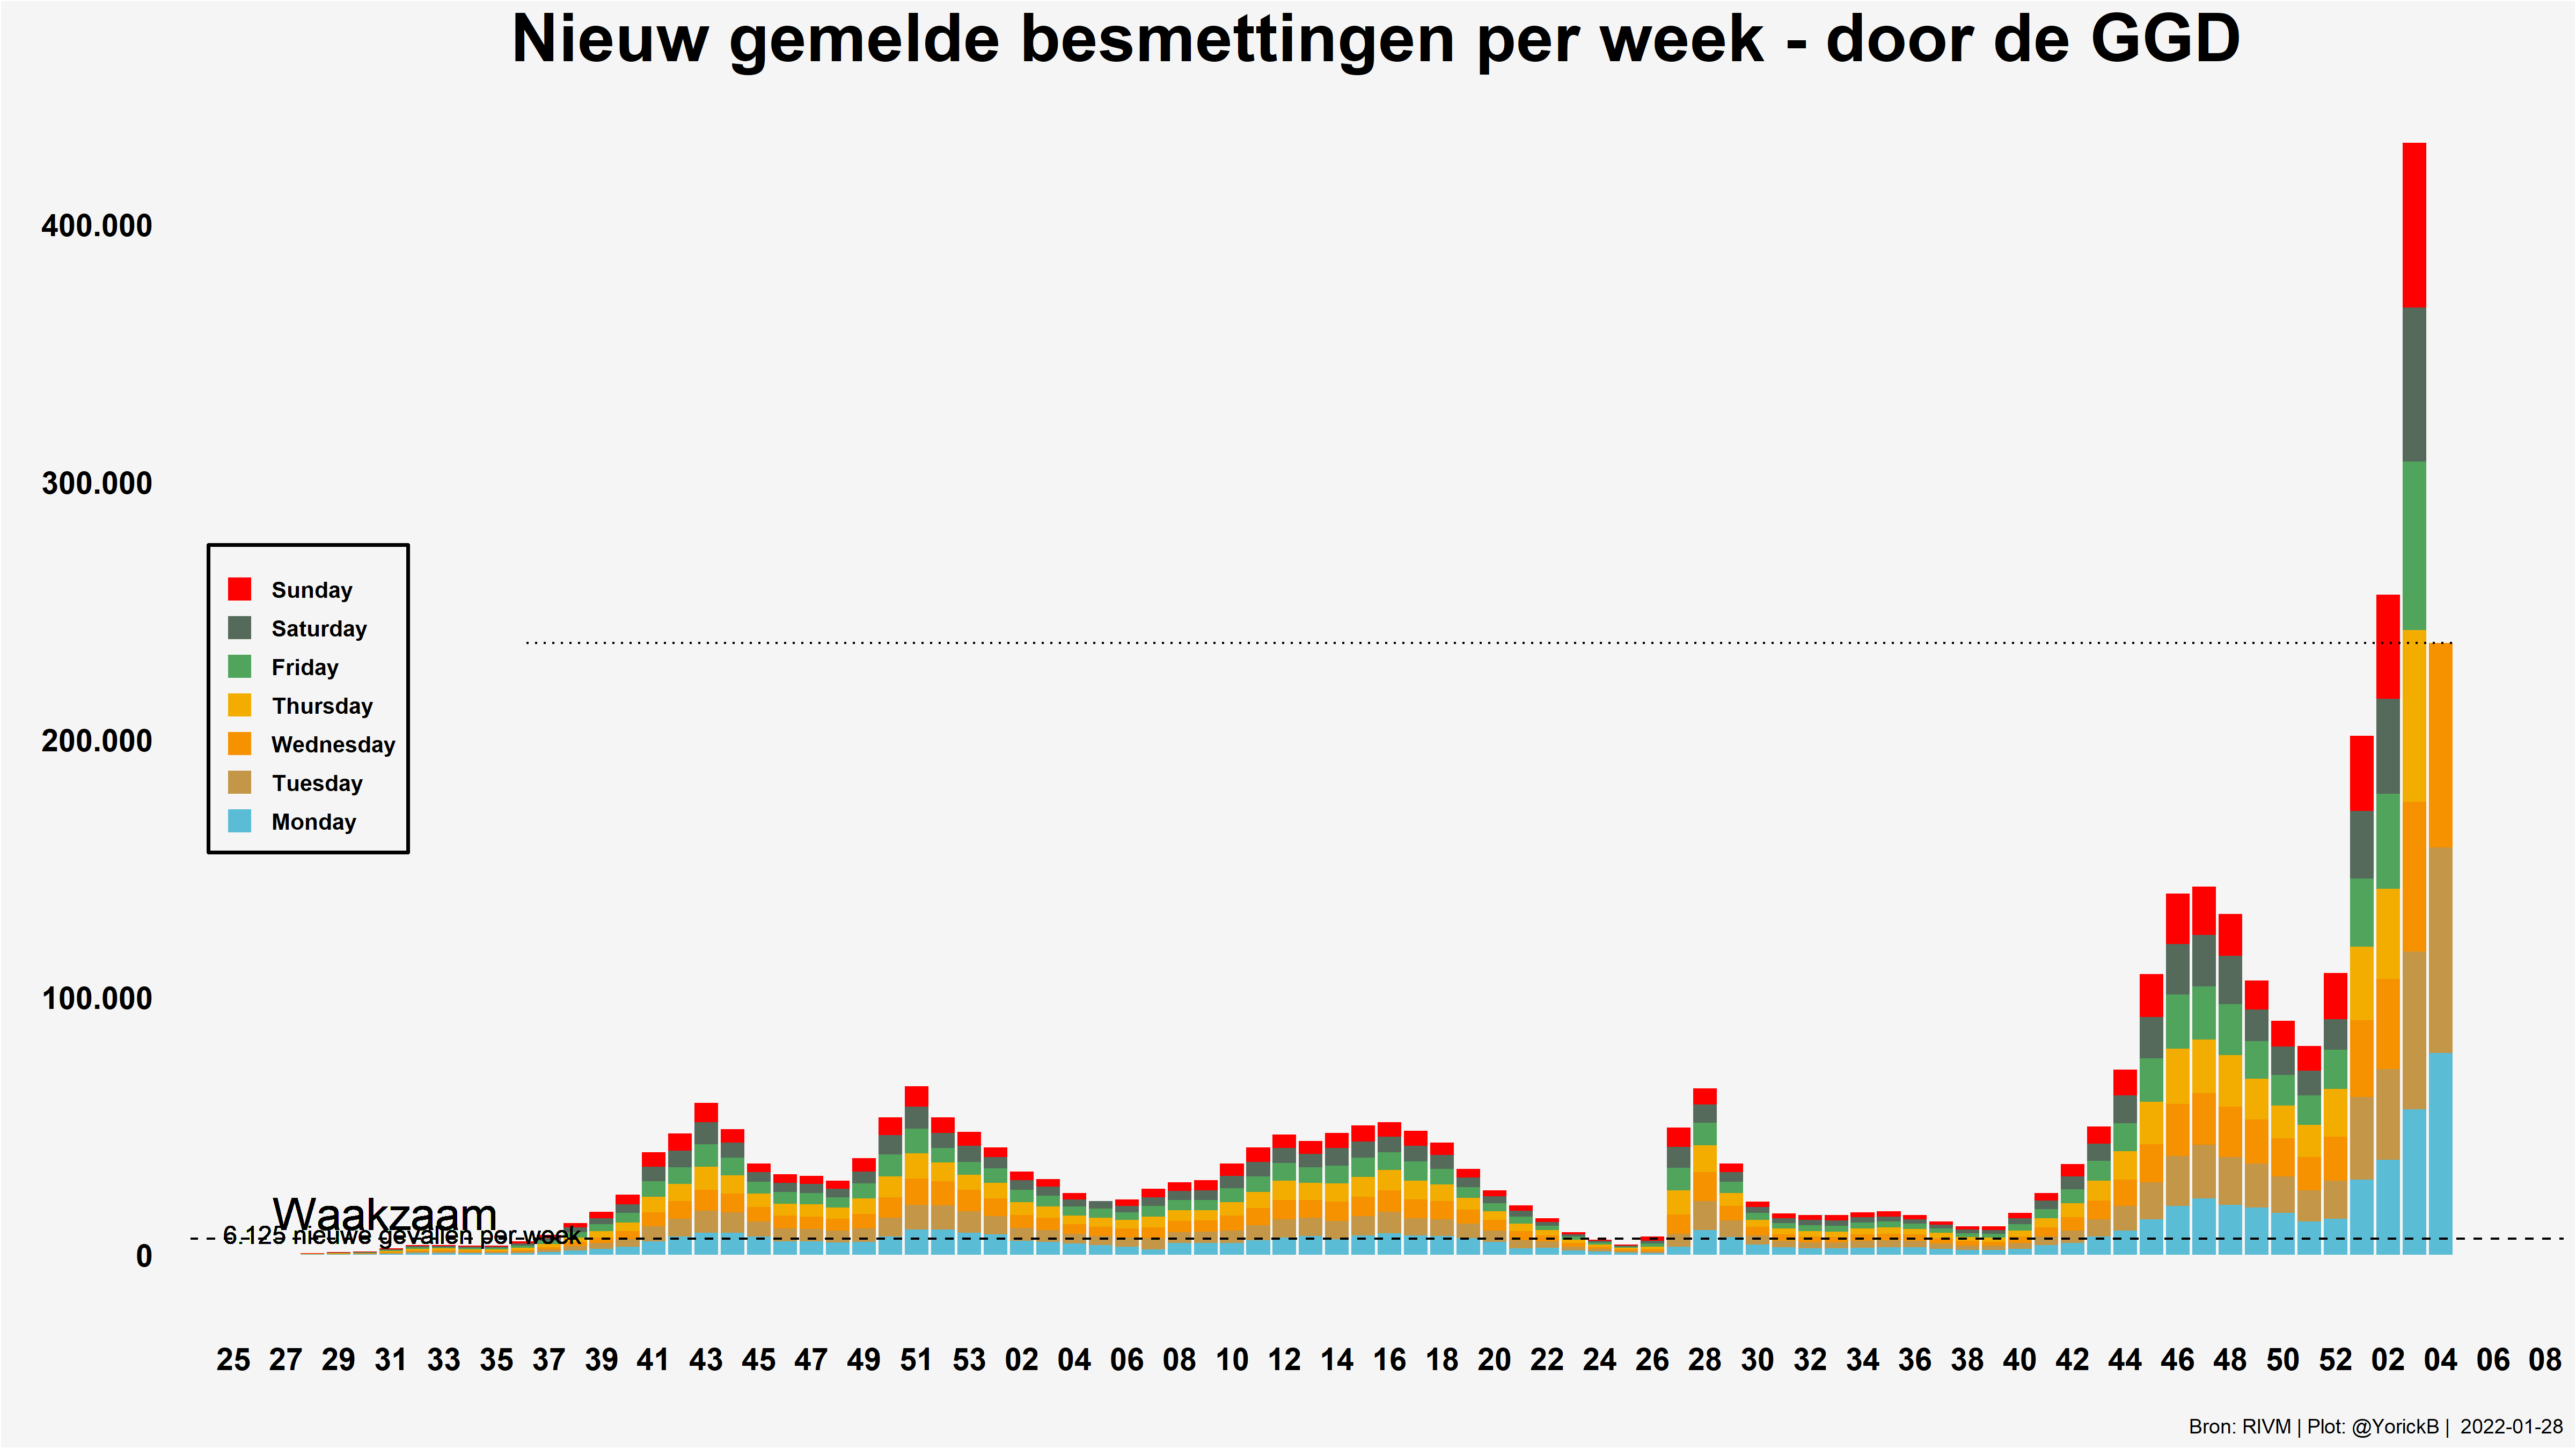 Nieuw gemelde besmettingen per week - door de GGD
400.000
300.000
200.000
100.000
0
Sunday
Saturday
Friday
Thursday
Wednesday
Tuesday
Monday
Waakzaam
6.125 nieuwe gevallen per week
25 27 29 31 33 35 37 39 41 43 45 47 49 51 53 02 04 06 08 10 12 14 16 18 20 22 24 26 28 30 32 34 36 38 40 42 44 46 48 50 52 02 04 06 08
Bron: RIVM | Plot: @YorickB | 2022-01-28